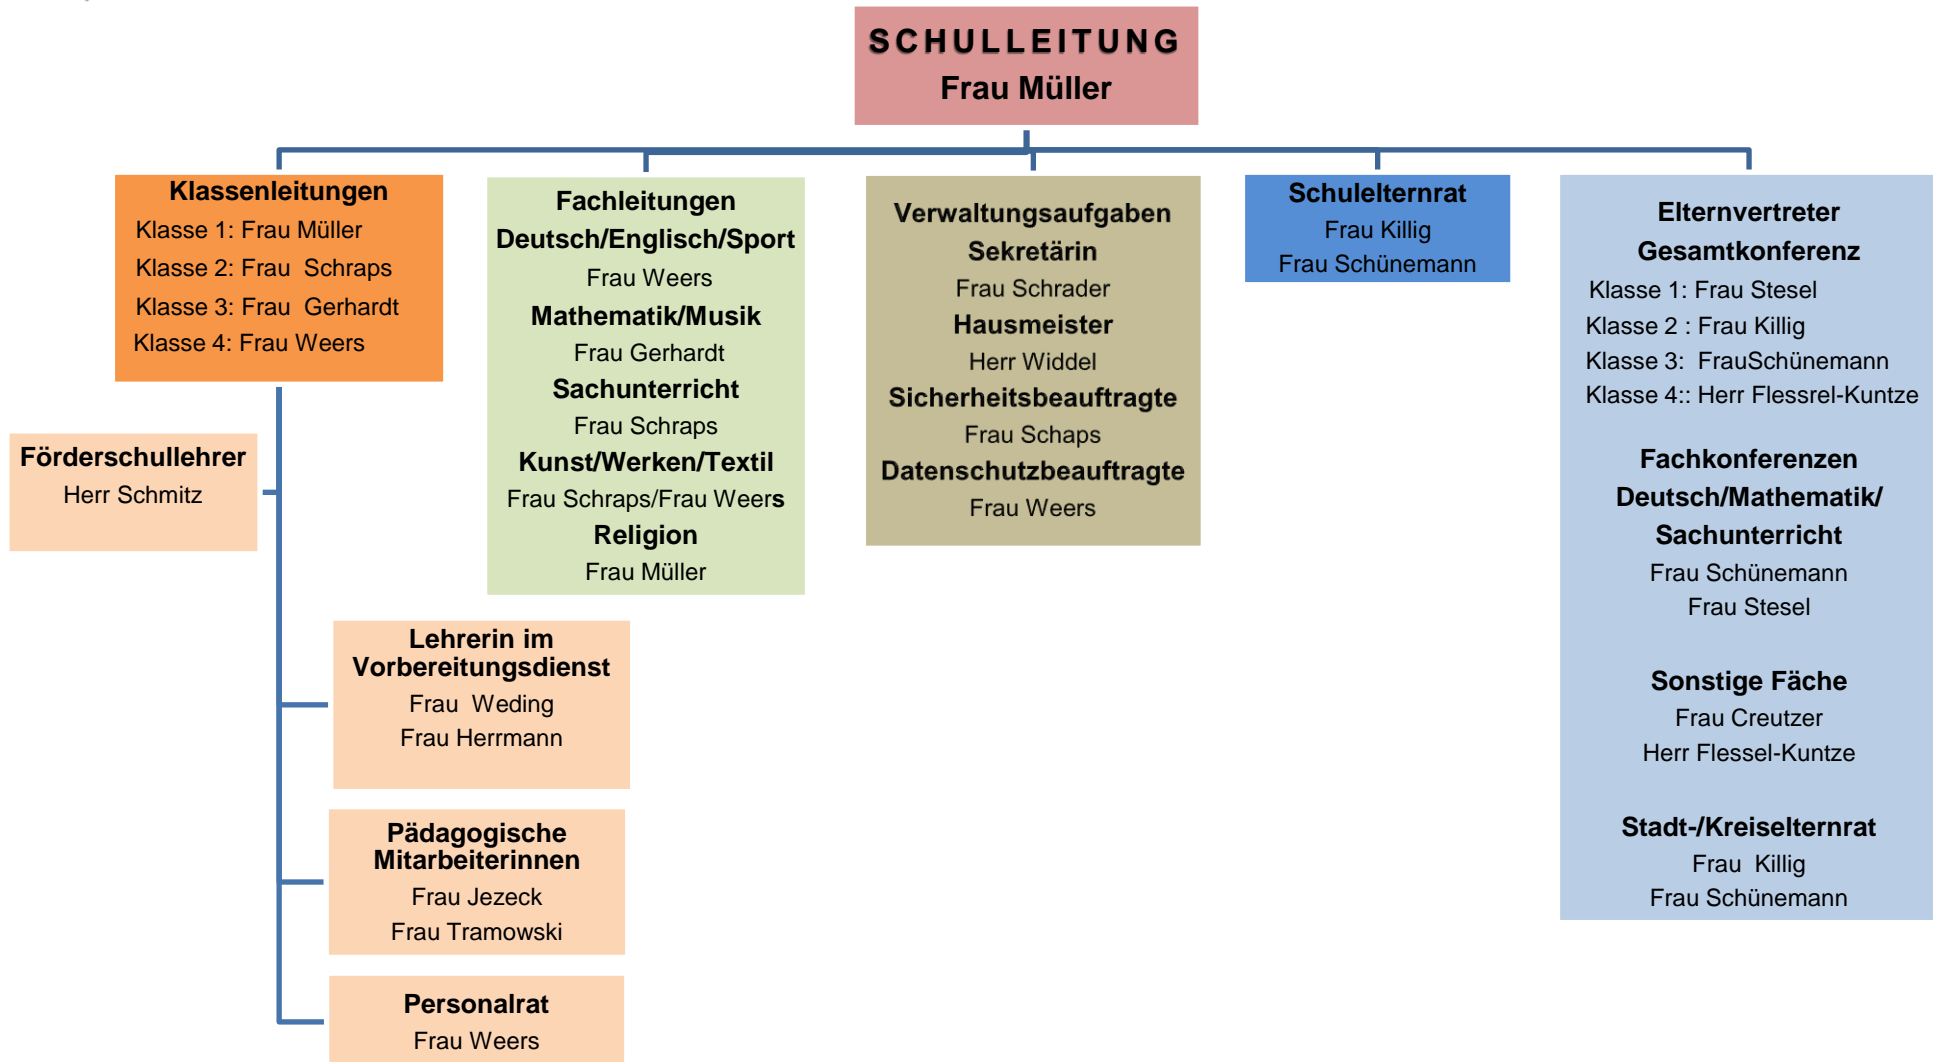 SCHULLEITUNG
Frau Müller
Klassenleitungen
Klasse 1: Frau Müller
Klasse 2: Frau  Schraps
Klasse 3: Frau  Gerhardt
Klasse 4: Frau Weers
Fachleitungen
Deutsch/Englisch/Sport
Frau Weers
Mathematik/Musik
Frau Gerhardt
Sachunterricht
Frau Schraps
Kunst/Werken/Textil
Frau Schraps/Frau Weers
Religion
Frau Müller
Verwaltungsaufgaben
Sekretärin
Frau Schrader
Hausmeister
Herr Widdel
Sicherheitsbeauftragte
Frau Schaps
Datenschutzbeauftragte
Frau Weers
Schulelternrat
Frau Killig
Frau Schünemann
Elternvertreter
Gesamtkonferenz
Klasse 1: Frau Stesel
Klasse 2 : Frau Killig
Klasse 3:  FrauSchünemann
Klasse 4:: Herr Flessrel-Kuntze
Fachkonferenzen
Deutsch/Mathematik/
Sachunterricht
Frau Schünemann
Frau Stesel
Sonstige Fäche
Frau Creutzer
Herr Flessel-Kuntze
Stadt-/Kreiselternrat
Frau  Killig
Frau Schünemann
Förderschullehrer
Herr Schmitz
Lehrerin im
Vorbereitungsdienst
Frau  Weding
Frau Herrmann
Pädagogische
Mitarbeiterinnen
Frau Jezeck
Frau Tramowski
Personalrat
Frau Weers